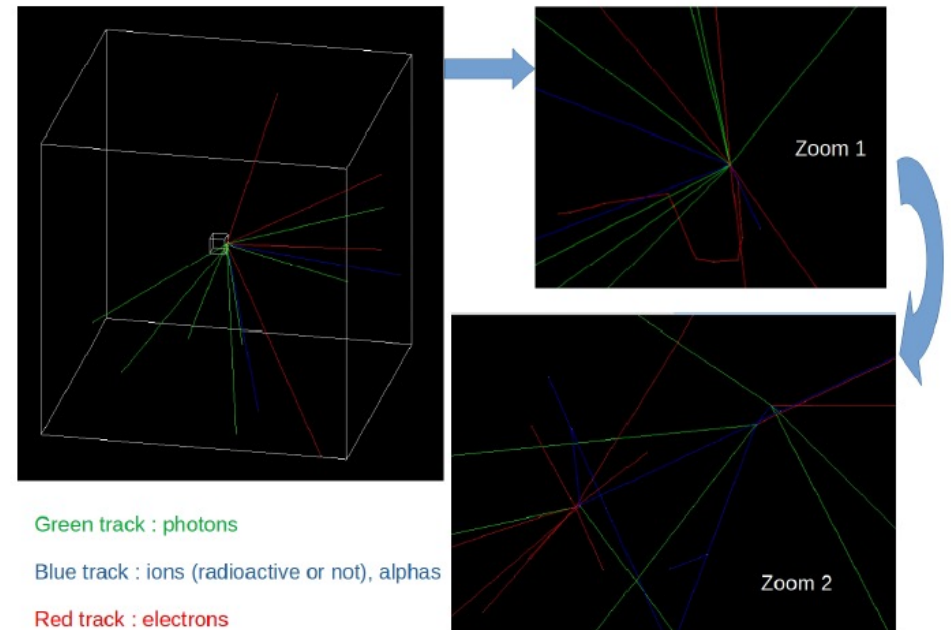 Zoom 1
Zoom 2
Green track : photons
Blue track : ions (radioactive or not), alphas
Red track : electrons